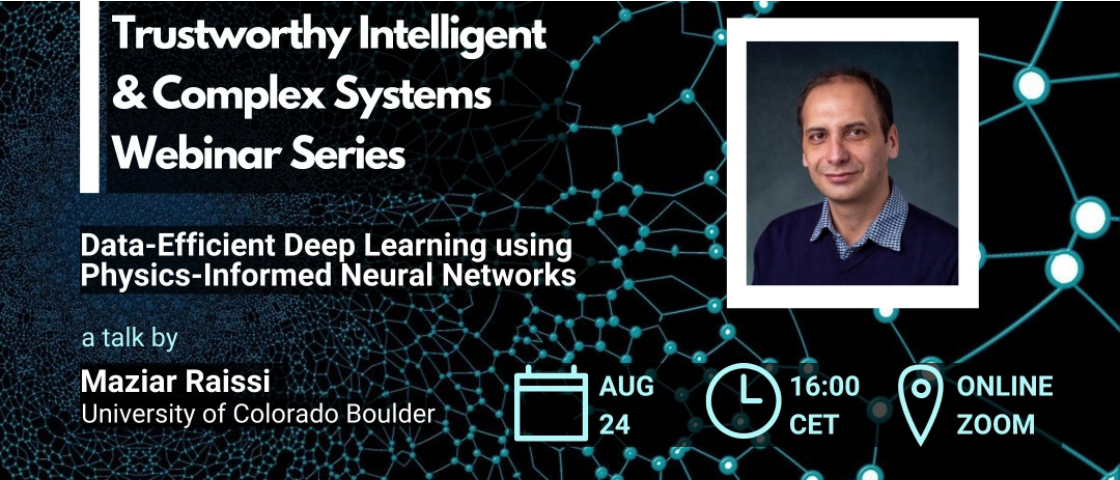 Trustworthy Intelligent
& Complex Systems
Webinar Series
Data-Efficient Deep Learning using
Physics-Informed Neural Networks
a talk by
Maziar Raissi
University of Colorado Boulder
AUG
24
16:00
CET
ONLINE
ZOOM